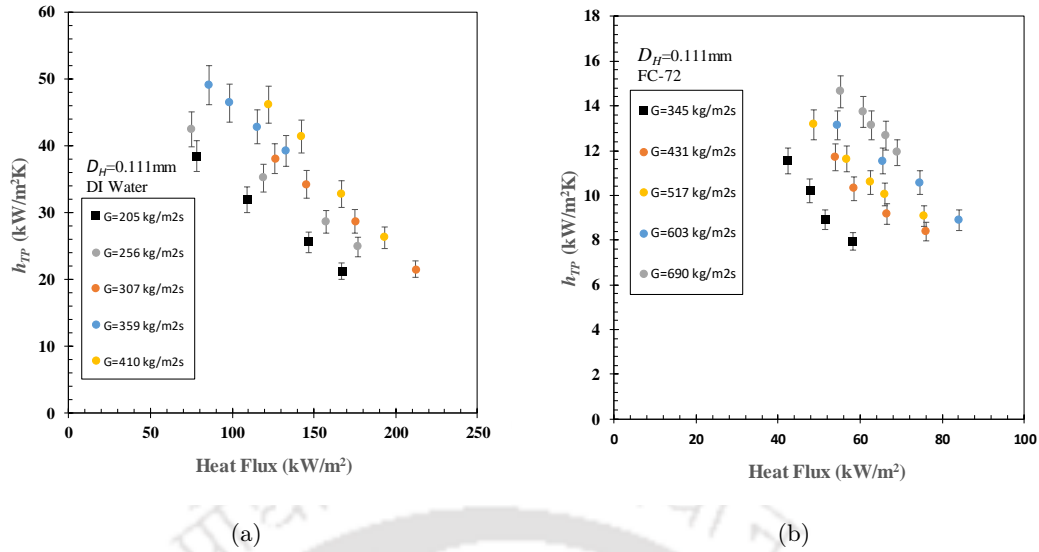 60
50
40
30
20
10
0
0 50 100 150 200 250
h_TP (kW/m²K)
Heat Flux (kW/m²)
D_H=0.111mm
DI Water
G=205 kg/m2s
G=256 kg/m2s
G=307 kg/m2s
G=359 kg/m2s
G=410 kg/m2s
(a)
18
16
14
12
10
8
6
4
2
0
0 20 40 60 80 100
h_TP (kW/m²K)
Heat Flux (kW/m²)
D_H=0.111mm
FC-72
G=345 kg/m2s
G=431 kg/m2s
G=517 kg/m2s
G=603 kg/m2s
G=690 kg/m2s
(b)